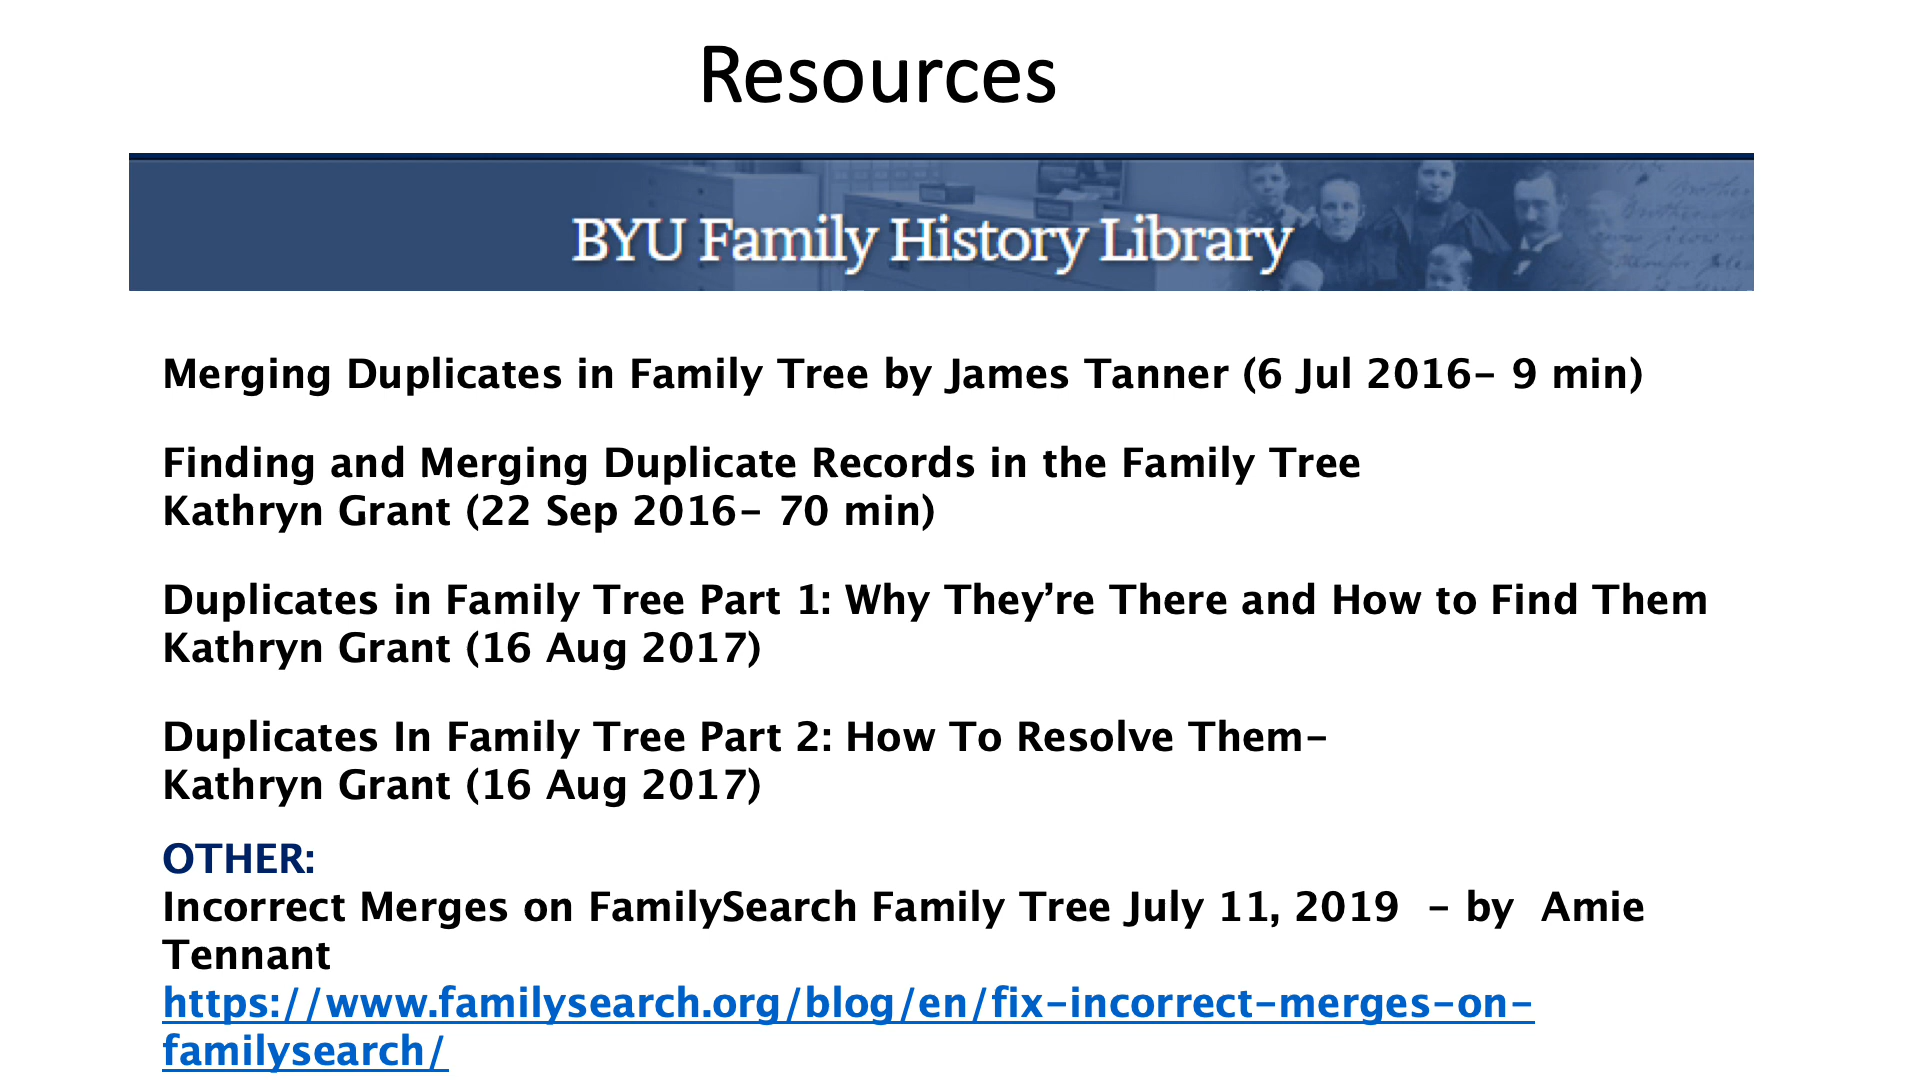 Resources
BYU Family History Library
Merging Duplicates in Family Tree by James Tanner (6 Jul 2016- 9 min)
Finding and Merging Duplicate Records in the Family Tree
Kathryn Grant (22 Sep 2016- 70 min)
Duplicates in Family Tree Part 1: Why They’re There and How to Find Them
Kathryn Grant (16 Aug 2017)
Duplicates In Family Tree Part 2: How To Resolve Them-
Kathryn Grant (16 Aug 2017)
OTHER:
Incorrect Merges on FamilySearch Family Tree July 11, 2019  - by  Amie
Tennant
https://www.familysearch.org/blog/en/fix-incorrect-merges-on-
familysearch/